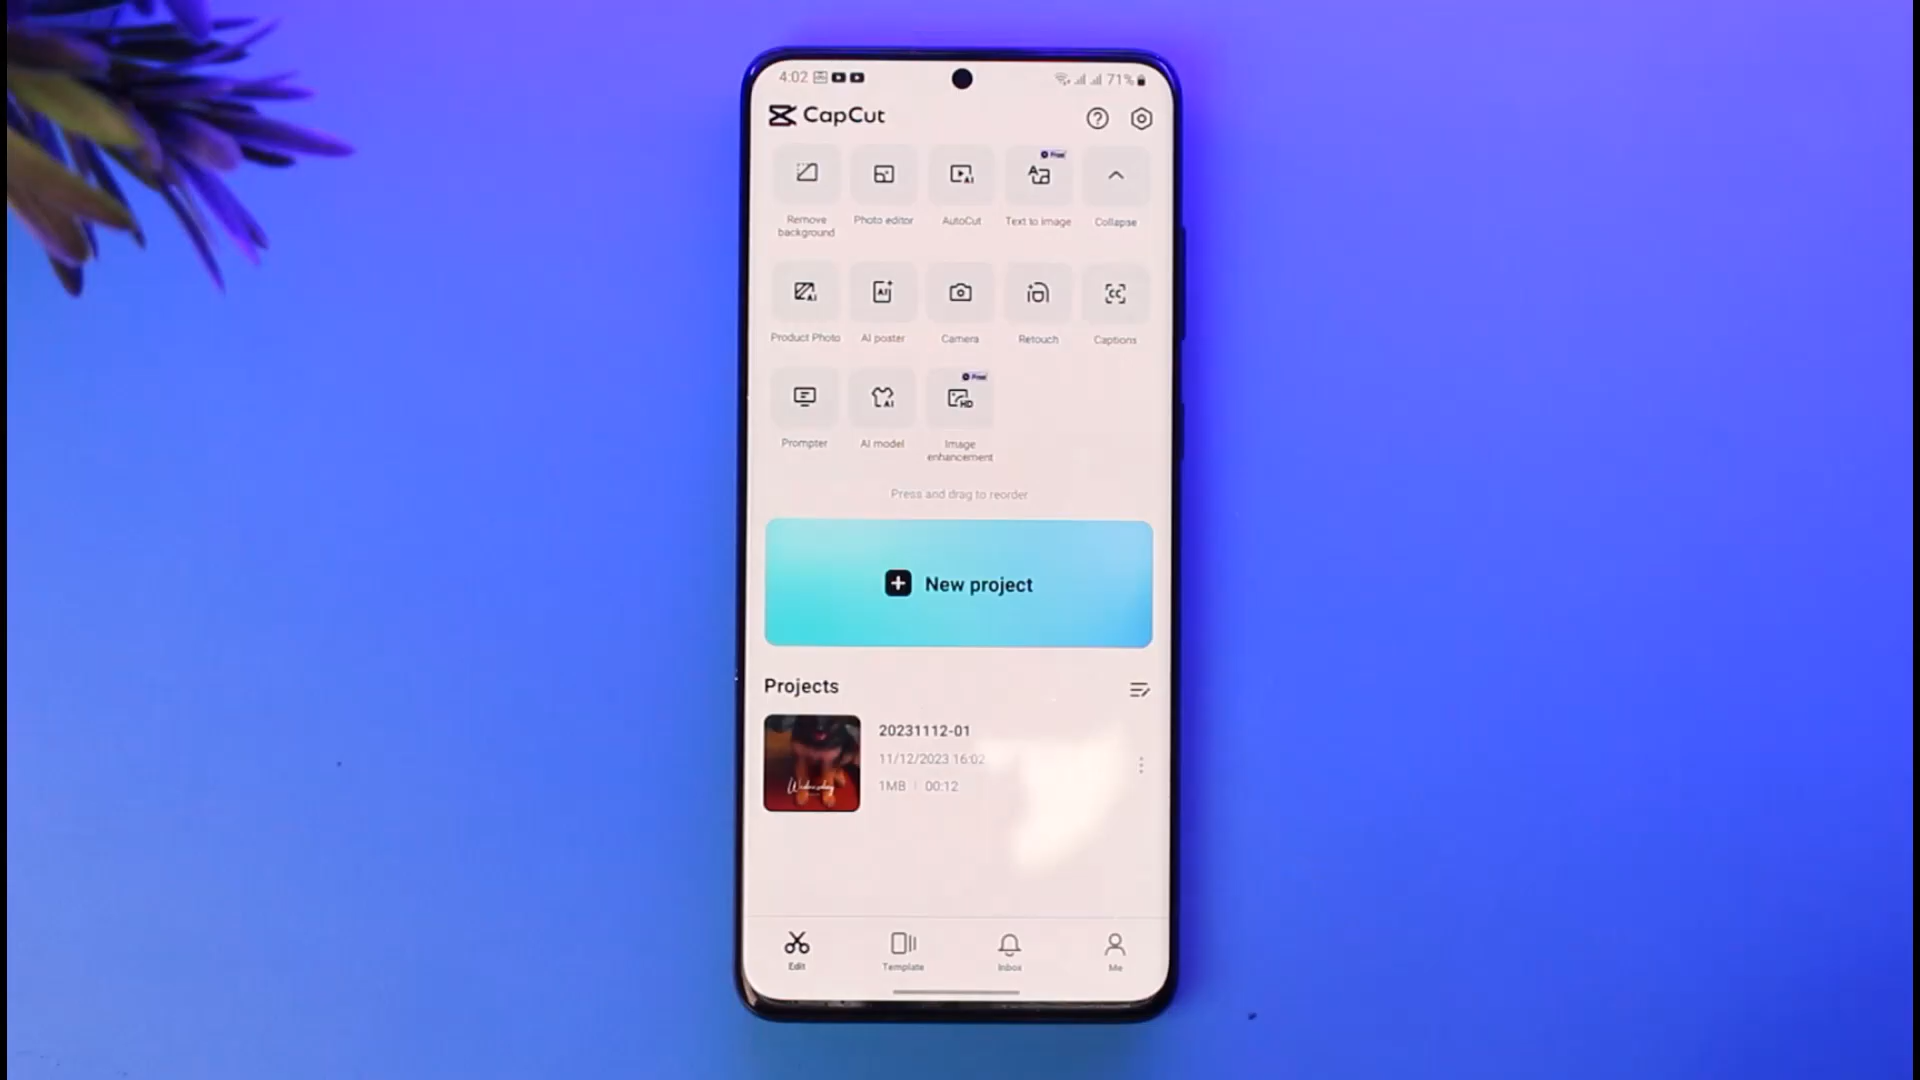 4:02
71%
CapCut
Free
Remove
background
Photo editor
AutoCut
Text to image
Collapse
Product Photo
AI poster
Camera
Retouch
Captions
Free
Prompter
AI model
Image
enhancement
Press and drag to reorder
New project
Projects
20231112-01
11/12/2023 16:02
1MB | 00:12
Wednesday
Edit
Template
Inbox
Me